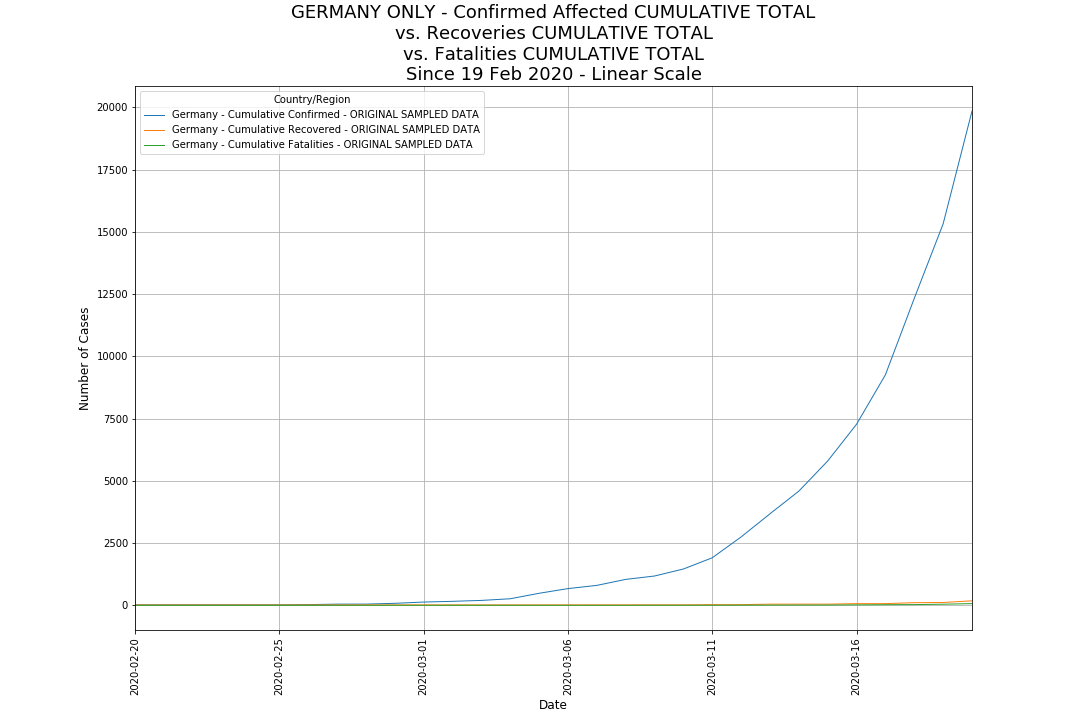 GERMANY ONLY - Confirmed Affected CUMULATIVE TOTAL
vs. Recoveries CUMULATIVE TOTAL
vs. Fatalities CUMULATIVE TOTAL
Since 19 Feb 2020 - Linear Scale
Country/Region
Germany - Cumulative Confirmed - ORIGINAL SAMPLED DATA
Germany - Cumulative Recovered - ORIGINAL SAMPLED DATA
Germany - Cumulative Fatalities - ORIGINAL SAMPLED DATA
20000
17500
15000
12500
10000
7500
5000
2500
0
Number of Cases
2020-02-20
2020-02-25
2020-03-01
2020-03-06
2020-03-11
2020-03-16
Date